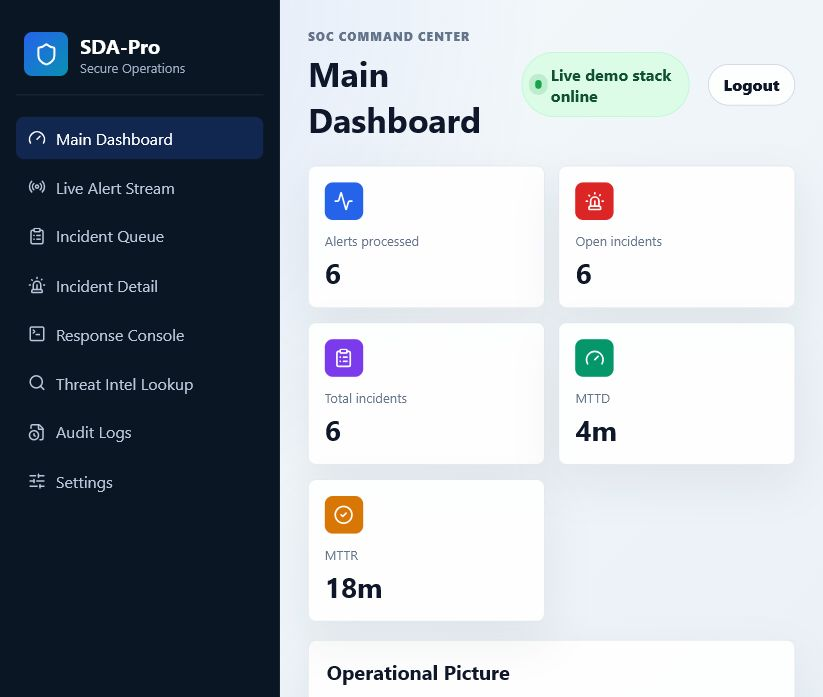 SDA-Pro
Secure Operations
Main Dashboard
Live Alert Stream
Incident Queue
Incident Detail
Response Console
Threat Intel Lookup
Audit Logs
Settings
SOC COMMAND CENTER
Main
Dashboard
Live demo stack
online
Logout
Alerts processed
6
Open incidents
6
Total incidents
6
MTTD
4m
MTTR
18m
Operational Picture